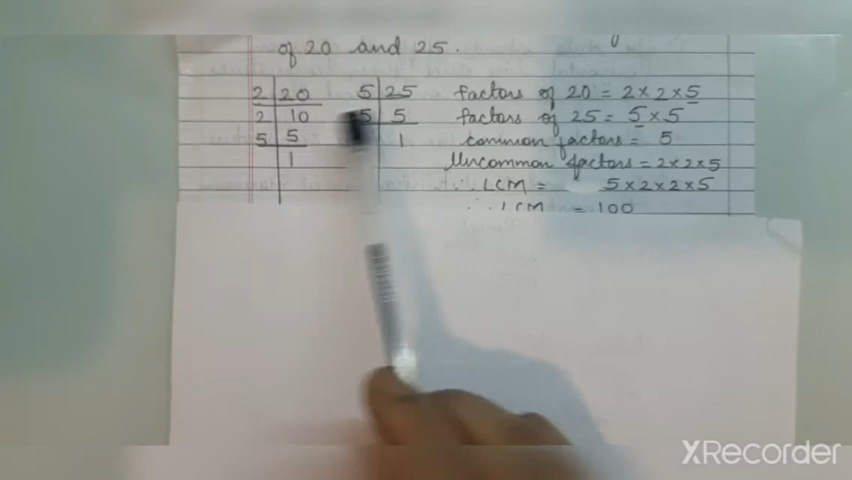 of 20 and 25.
2 20 5 25 Factors of 20 = 2 × 2 × 5
2 10 5 5 Factors of 25 = 5 × 5
5 5 1 common factors = 5
1 Uncommon factors = 2 × 2 × 5
∴ LCM = 5 × 2 × 2 × 5
∴ LCM = 100
XRecorder